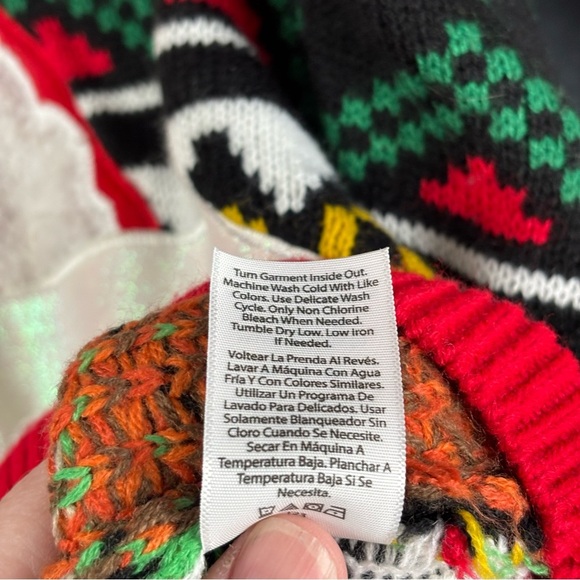 Turn Garment Inside Out.
Machine Wash Cold With Like
Colors. Use Delicate Wash
Cycle. Only Non Chlorine
Bleach When Needed.
Tumble Dry Low. Low Iron
If Needed.
Voltear La Prenda Al Revés.
Lavar A Máquina Con Agua
Fría Y Con Colores Similares.
Utilizar Un Programa De
Lavado Para Delicados. Usar
Solamente Blanqueador Sin
Cloro Cuando Se Necesite.
Secar En Máquina A
Temperatura Baja. Planchar A
Temperatura Baja Si Se
Necesita.